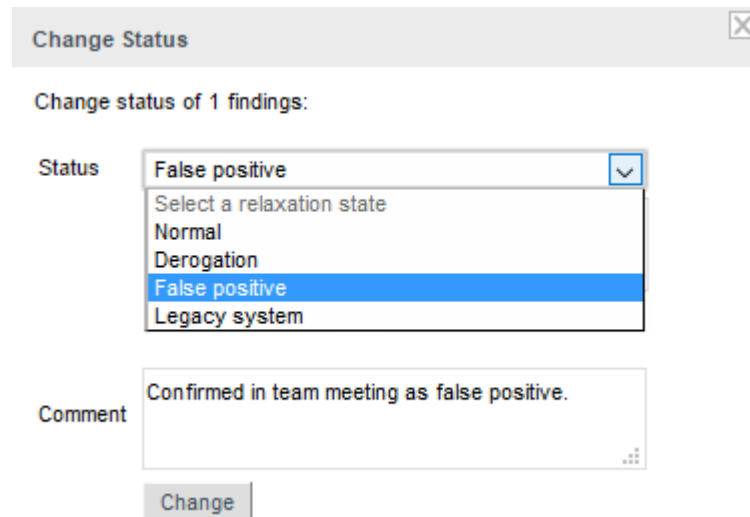 Change Status
Change status of 1 findings:
Status
False positive
Select a relaxation state
Normal
Derogation
False positive
Legacy system
Comment
Confirmed in team meeting as false positive.
Change